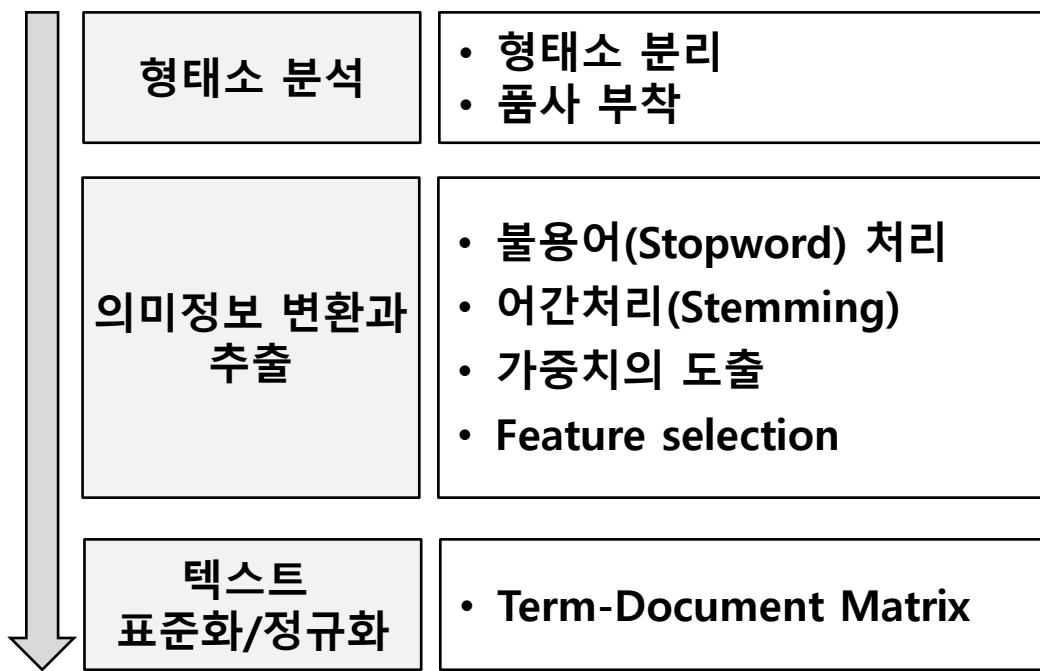 형태소 분석
• 형태소 분리
• 품사 부착
의미정보 변환과
추출
• 불용어(Stopword) 처리
• 어간처리(Stemming)
• 가중치의 도출
• Feature selection
텍스트
표준화/정규화
• Term-Document Matrix